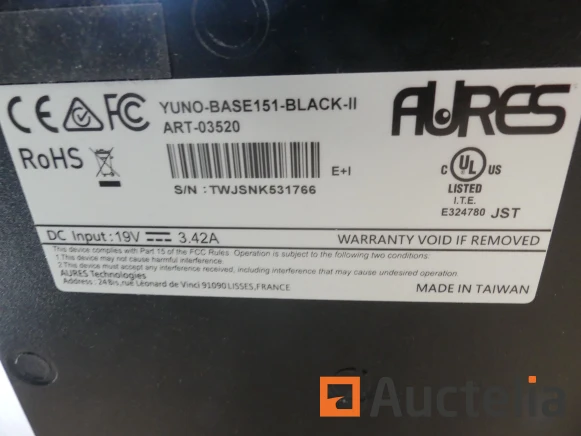 YUNO-BASE151-BLACK-II
ART-03520
AURES
CE FC
RoHS
E+I
S/N : TWJSNK531766
C UL US
LISTED
I.T.E.
E324780 JST
DC Input : 19V 3.42A
WARRANTY VOID IF REMOVED
This device complies with Part 15 of the FCC Rules. Operation is subject to the following two conditions:
1.This device may not cause harmful interference.
2.This device must accept any interference received, including interference that may cause undesired operation.
AURES Technologies
Address : 24Bis,rue Léonard de Vinci 91090 LISSES,FRANCE
MADE IN TAIWAN
Auctelia